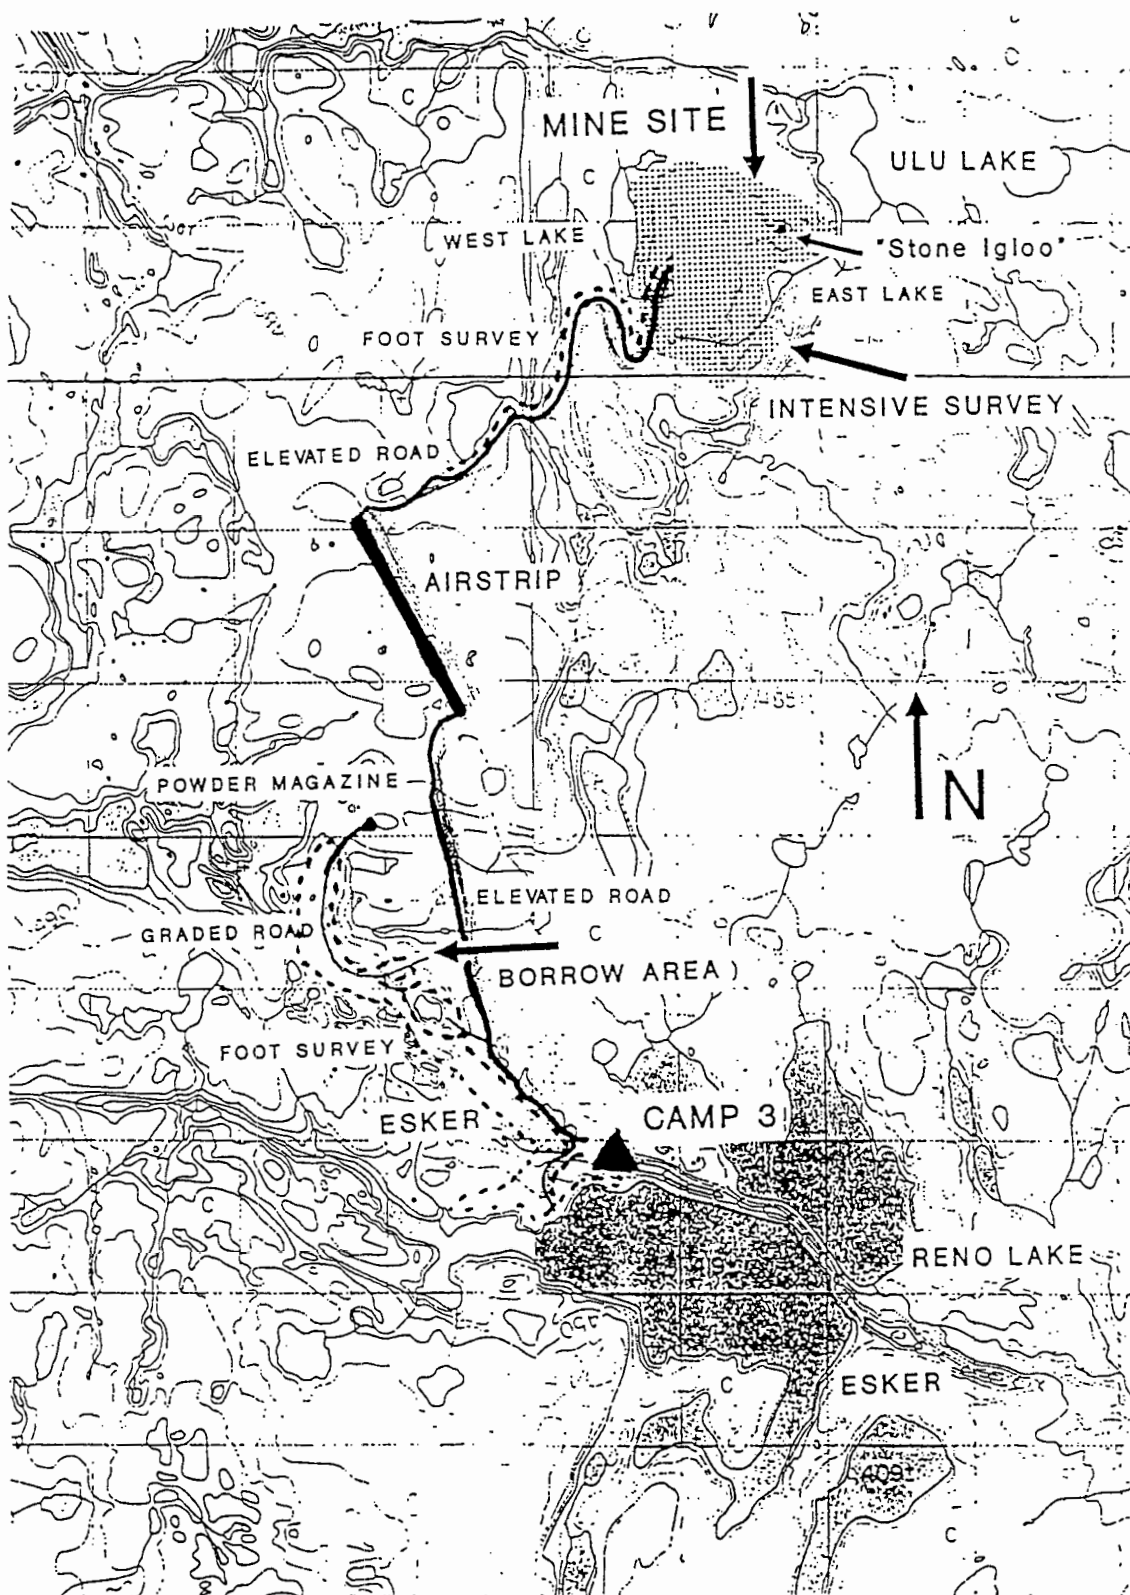 C
C
MINE SITE
ULU LAKE
C
WEST LAKE
"Stone Igloo"
EAST LAKE
FOOT SURVEY
INTENSIVE SURVEY
ELEVATED ROAD
AIRSTRIP
N
POWDER MAGAZINE
ELEVATED ROAD
GRADED ROAD
C
BORROW AREA
FOOT SURVEY
ESKER
CAMP 3
C
RENO LAKE
C
ESKER
409
C